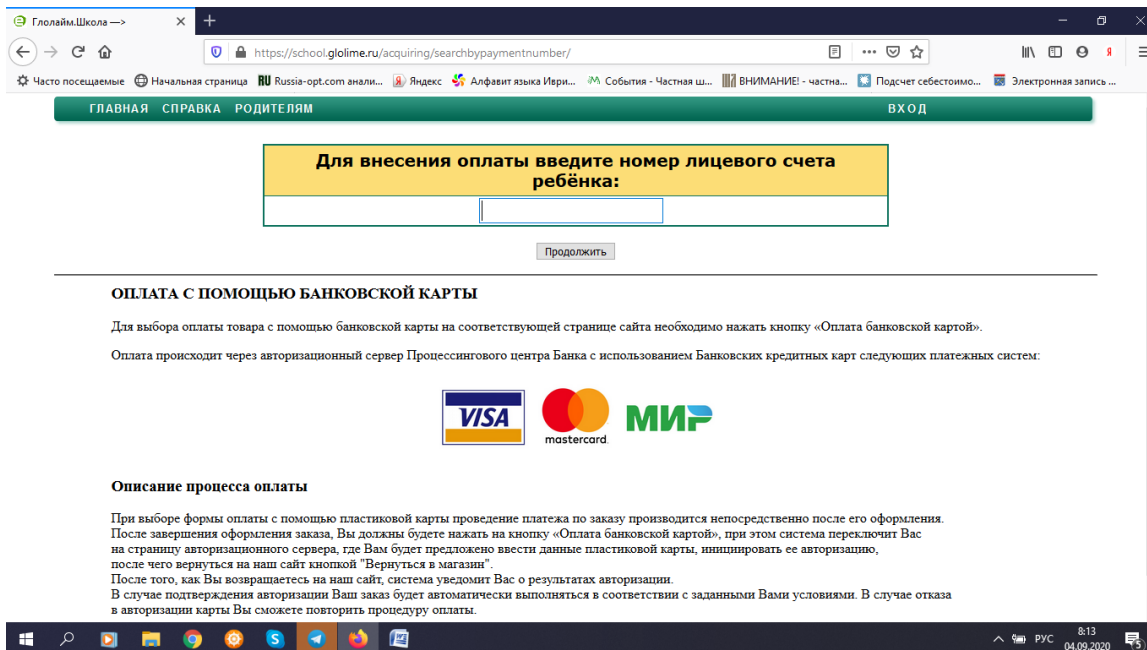 Глолайм.Школа —>
https://school.glolime.ru/acquiring/searchbypaymentnumber/
Часто посещаемые Начальная страница RU Russia-opt.com анали... Яндекс Алфавит языка Иври... События - Частная ш... ВНИМАНИЕ! - частна... Подсчет себестоимо... Электронная запись ...
ГЛАВНАЯ СПРАВКА РОДИТЕЛЯМ ВХОД
Для внесения оплаты введите номер лицевого счета
ребёнка:
Продолжить
ОПЛАТА С ПОМОЩЬЮ БАНКОВСКОЙ КАРТЫ
Для выбора оплаты товара с помощью банковской карты на соответствующей странице сайта необходимо нажать кнопку «Оплата банковской картой».
Оплата происходит через авторизационный сервер Процессингового центра Банка с использованием Банковских кредитных карт следующих платежных систем:
VISA mastercard. МИР
Описание процесса оплаты
При выборе формы оплаты с помощью пластиковой карты проведение платежа по заказу производится непосредственно после его оформления.
После завершения оформления заказа, Вы должны будете нажать на кнопку «Оплата банковской картой», при этом система переключит Вас
на страницу авторизационного сервера, где Вам будет предложено ввести данные пластиковой карты, инициировать ее авторизацию,
после чего вернуться на наш сайт кнопкой "Вернуться в магазин".
После того, как Вы возвращаетесь на наш сайт, система уведомит Вас о результатах авторизации.
В случае подтверждения авторизации Ваш заказ будет автоматически выполняться в соответствии с заданными Вами условиями. В случае отказа
в авторизации карты Вы сможете повторить процедуру оплаты.
РУС 8:13
04.09.2020 5